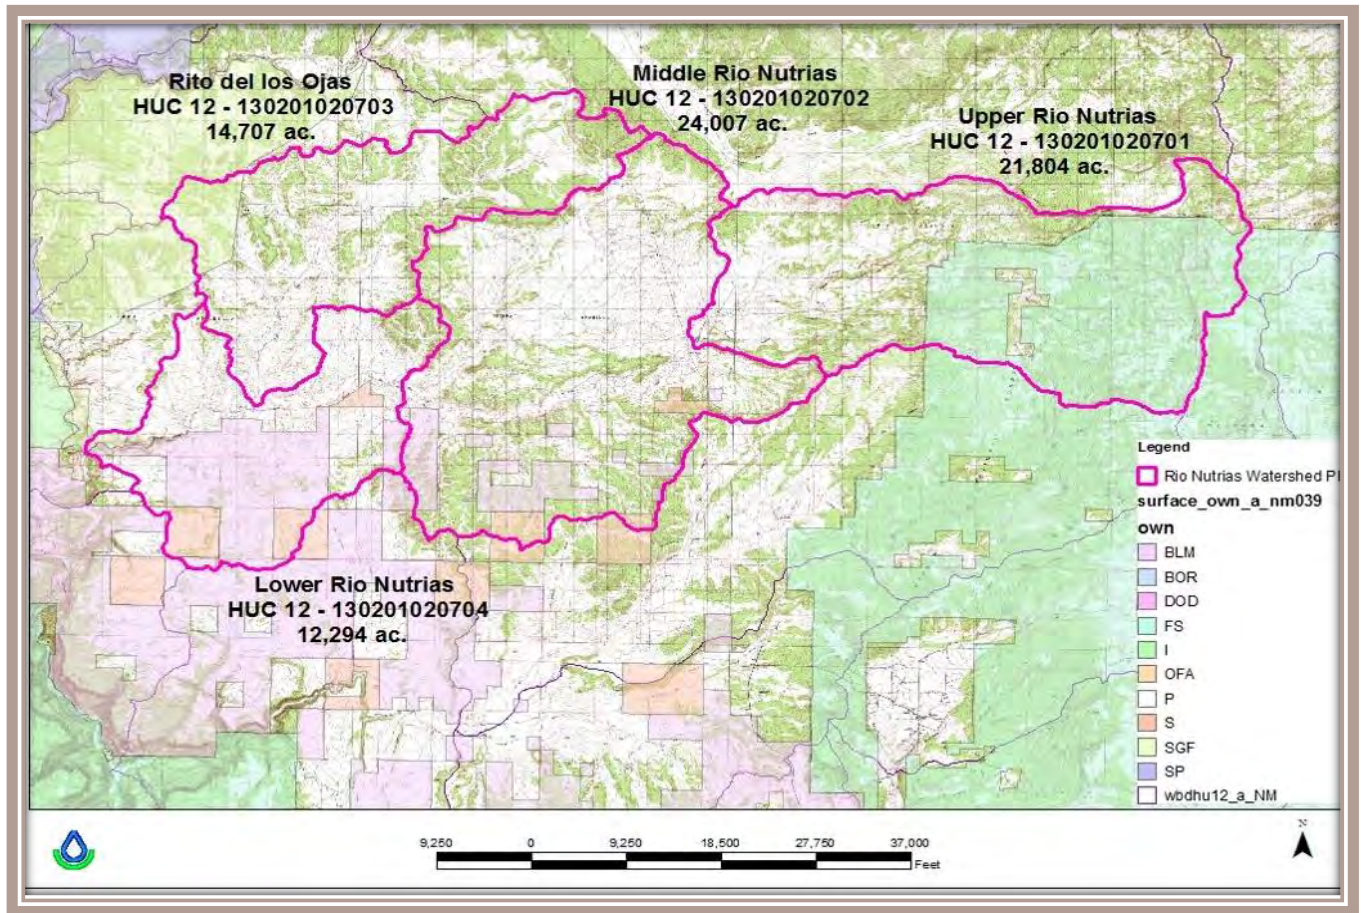 Rito del los Ojas
HUC 12 - 130201020703
14,707 ac.
Middle Rio Nutrias
HUC 12 - 130201020702
24,007 ac.
Upper Rio Nutrias
HUC 12 - 130201020701
21,804 ac.
Lower Rio Nutrias
HUC 12 - 130201020704
12,294 ac.
Legend
Rio Nutrias Watershed Pl
surface_own_a_nm039
own
BLM
BOR
DOD
FS
I
OFA
P
S
SGF
SP
wbdhu12_a_NM
9,250 0 9,250 18,500 27,750 37,000
Feet
N